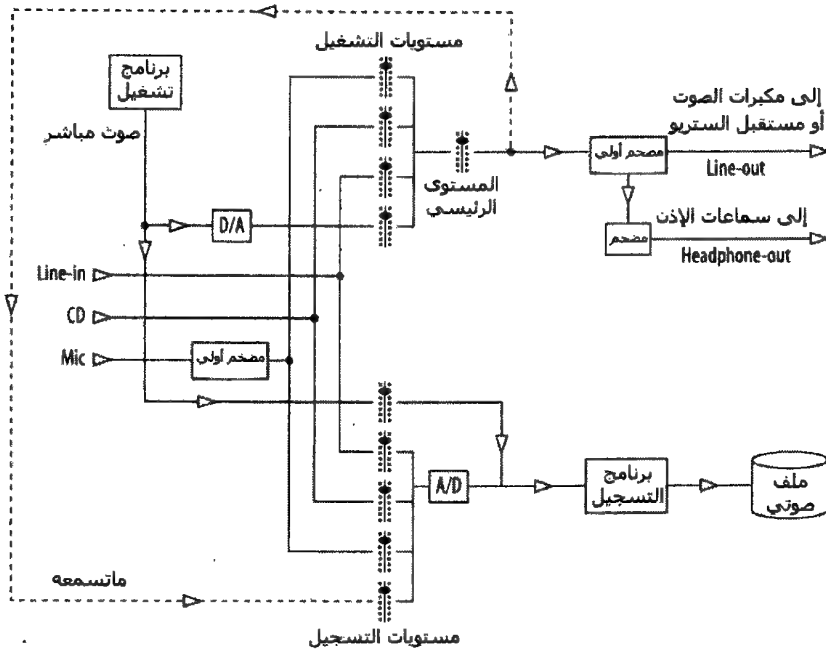 مستويات التشغيل
برنامج
تشغيل
صوت مباشر
إلى مكبرات الصوت
أو مستقبل الستريو
مضخم أولي
Line-out
المستوى
الرئيسي
D/A
إلى سماعات الإذن
مضخم
Headphone-out
Line-in
CD
Mic
مضخم أولي
A/D
برنامج
التسجيل
ملف
صوتي
ماتسمعه
مستويات التسجيل